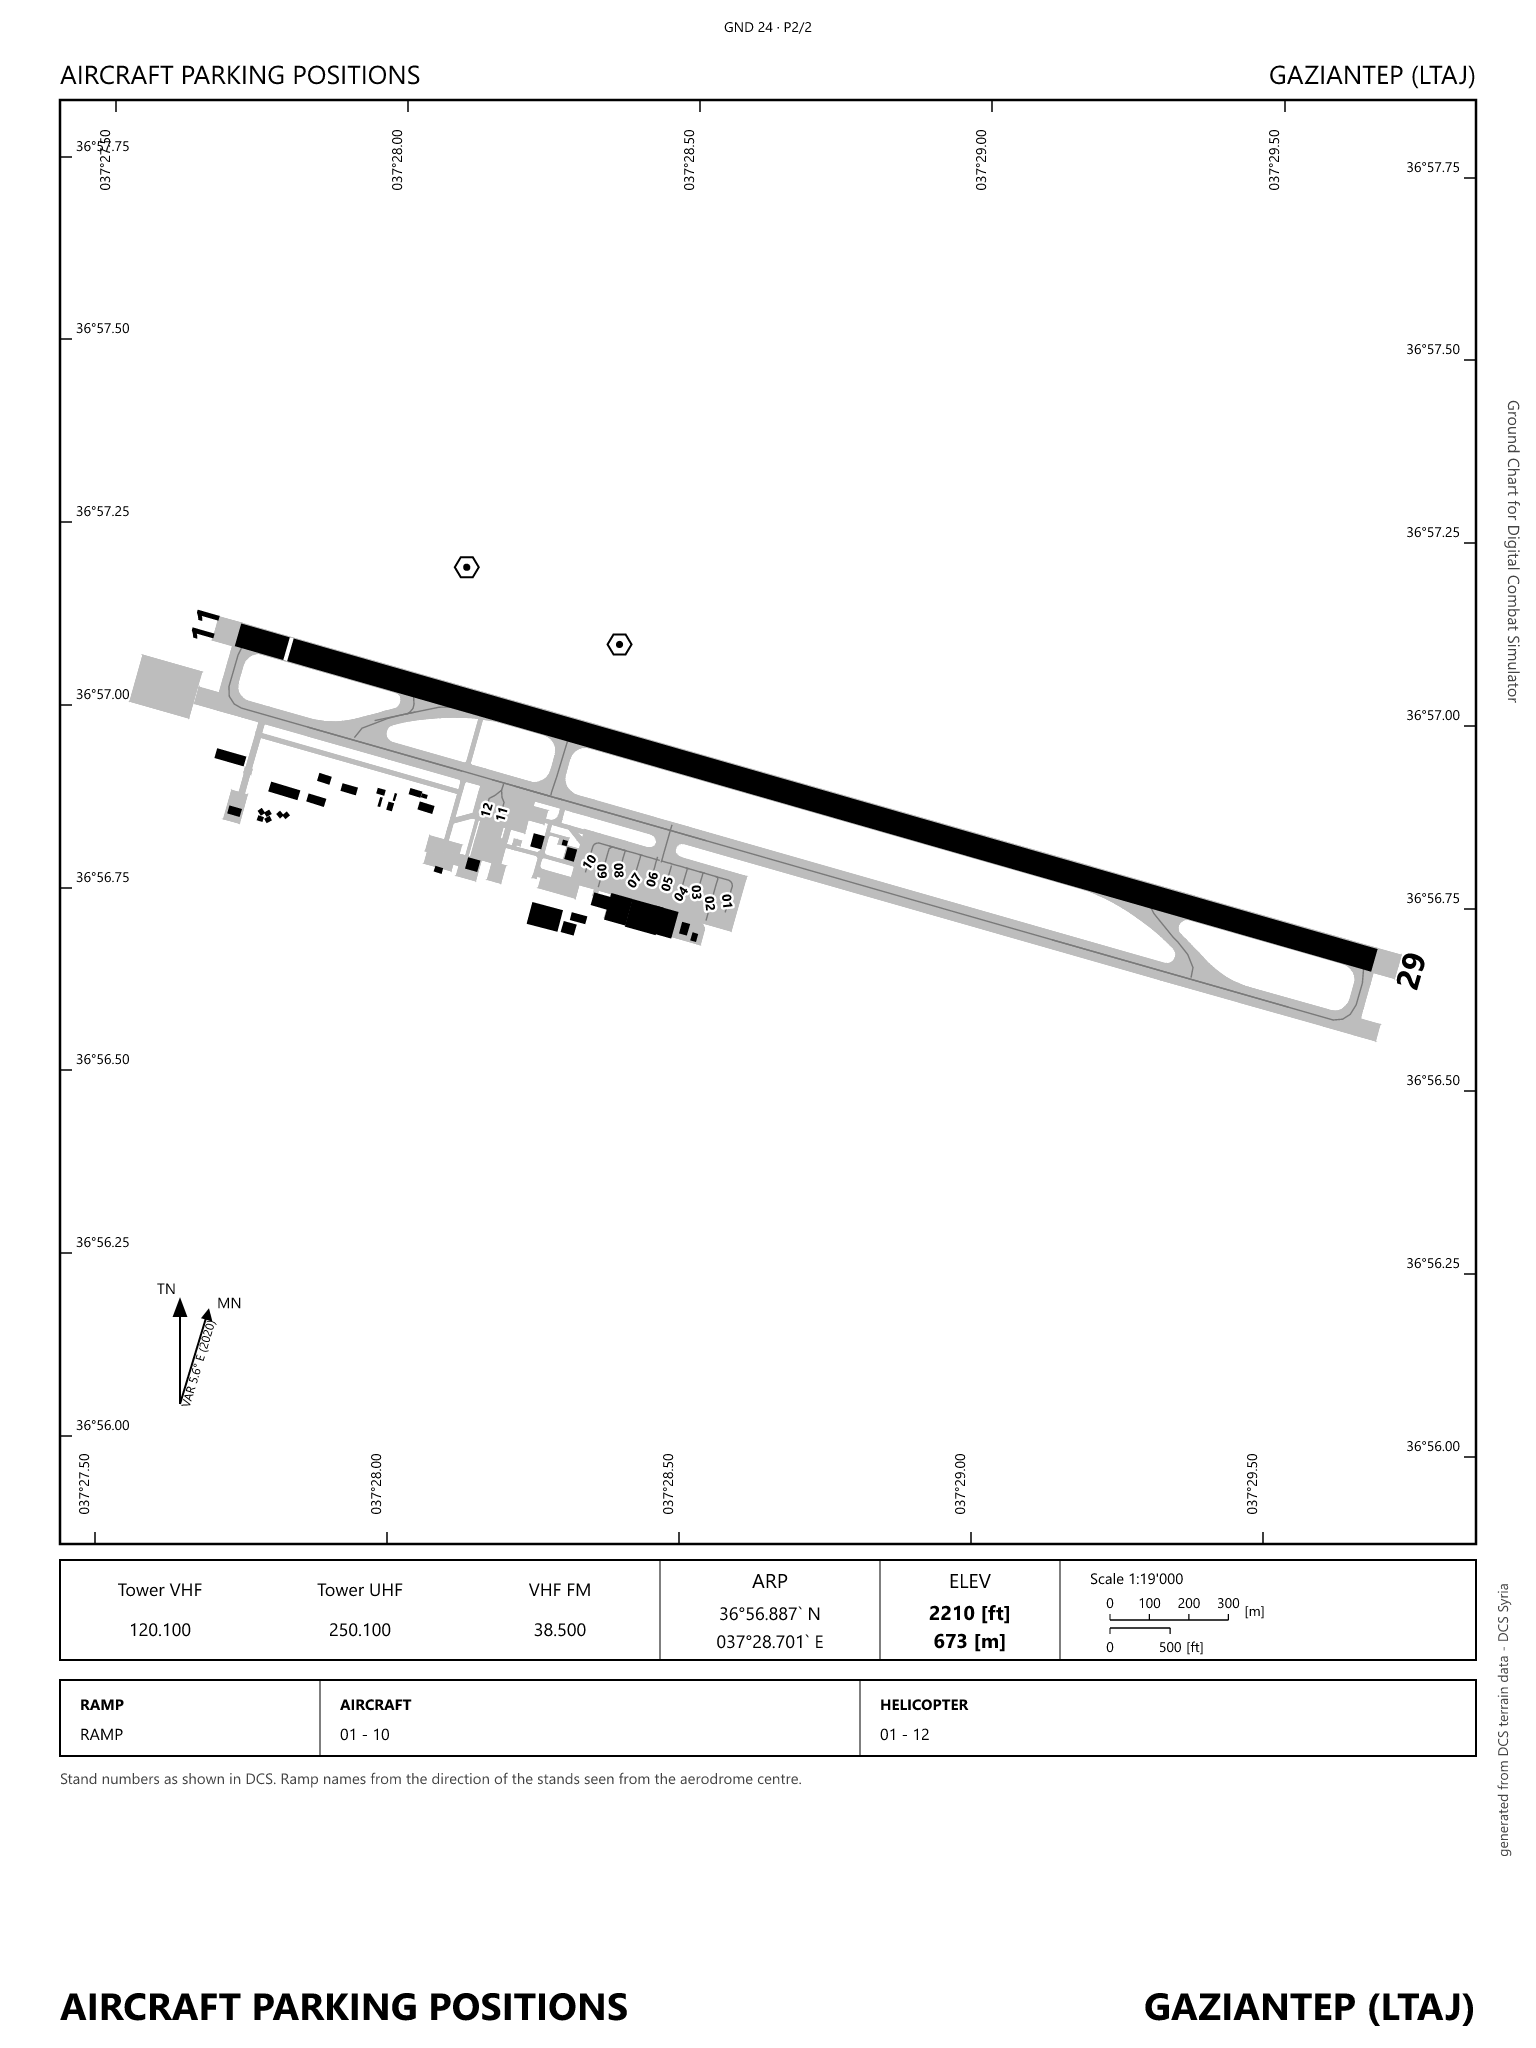 GND 24 · P2/2
AIRCRAFT PARKING POSITIONS
GAZIANTEP (LTAJ)
037°27.50
037°28.00
037°28.50
037°29.00
037°29.50
36°57.75
36°57.75
36°57.50
36°57.50
36°57.25
36°57.25
36°57.00
36°57.00
36°56.75
36°56.75
36°56.50
36°56.50
36°56.25
36°56.25
36°56.00
36°56.00
11
29
12
11
10
09
08
07
06
05
04
03
02
01
TN
MN
VAR 5.6° E (2020)
037°27.50
037°28.00
037°28.50
037°29.00
037°29.50
Ground Chart for Digital Combat Simulator
Tower VHF
120.100
Tower UHF
250.100
VHF FM
38.500
ARP
36°56.887` N
037°28.701` E
ELEV
2210 [ft]
673 [m]
Scale 1:19'000
0 100 200 300 [m]
0 500 [ft]
RAMP AIRCRAFT HELICOPTER
RAMP 01 - 10 01 - 12
Stand numbers as shown in DCS. Ramp names from the direction of the stands seen from the aerodrome centre.
generated from DCS terrain data - DCS Syria
AIRCRAFT PARKING POSITIONS
GAZIANTEP (LTAJ)